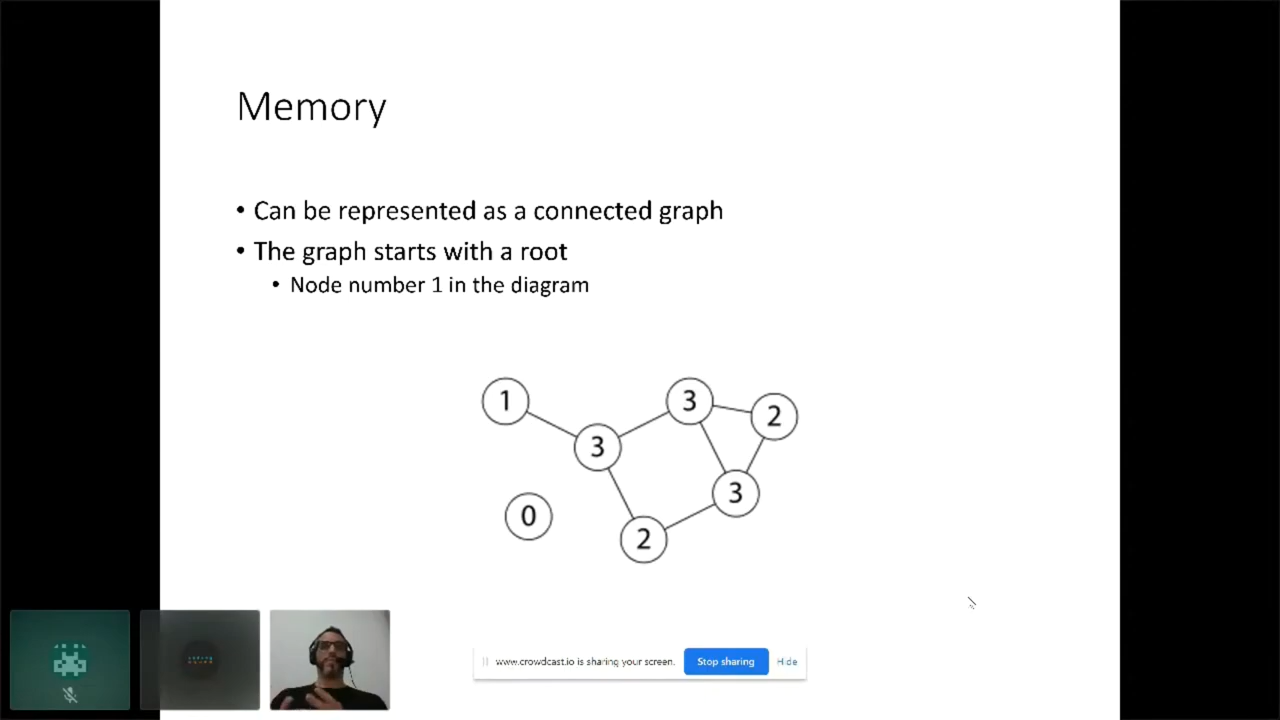 Memory
• Can be represented as a connected graph
• The graph starts with a root
• Node number 1 in the diagram
1
3
3
2
3
0
2
www.crowdcast.io is sharing your screen. Stop sharing Hide